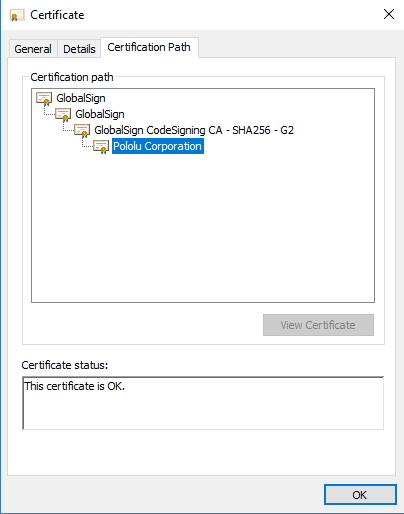 Certificate
General
Details
Certification Path
Certification path
GlobalSign
GlobalSign
GlobalSign CodeSigning CA - SHA256 - G2
Pololu Corporation
View Certificate
Certificate status:
This certificate is OK.
OK